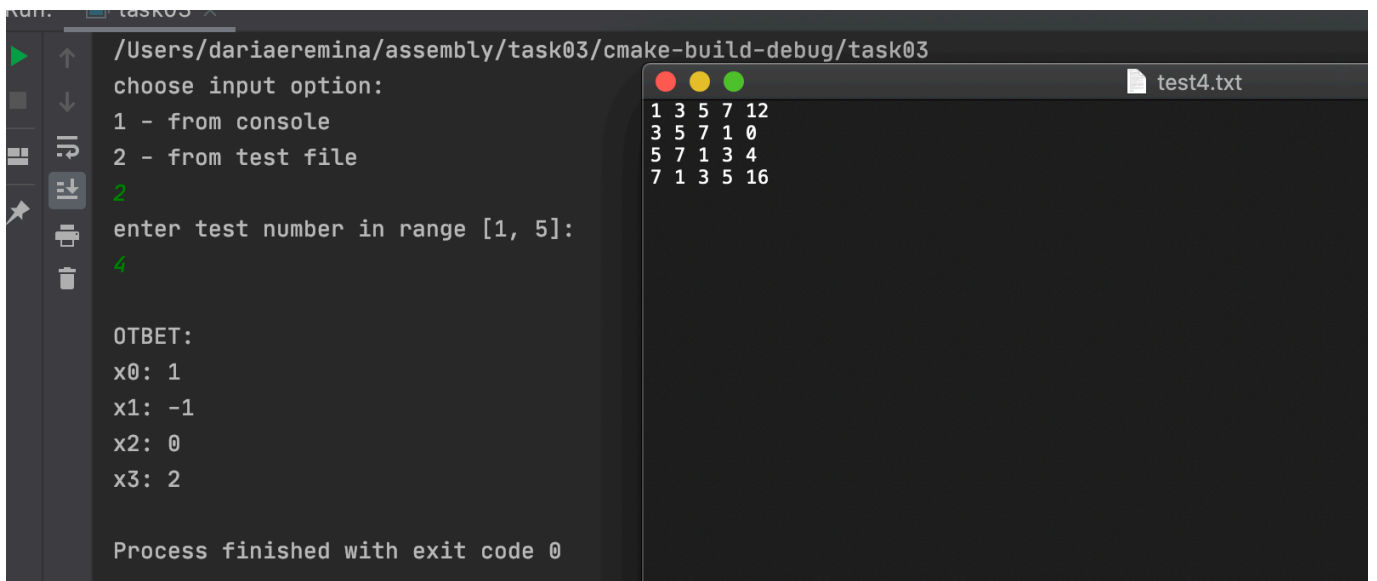 Run: task03 ×
/Users/dariaeremina/assembly/task03/cmake-build-debug/task03
choose input option:
1 - from console
2 - from test file
2
enter test number in range [1, 5]:
4
ОТВЕТ:
x0: 1
x1: -1
x2: 0
x3: 2
Process finished with exit code 0
test4.txt
1 3 5 7 12
3 5 7 1 0
5 7 1 3 4
7 1 3 5 16